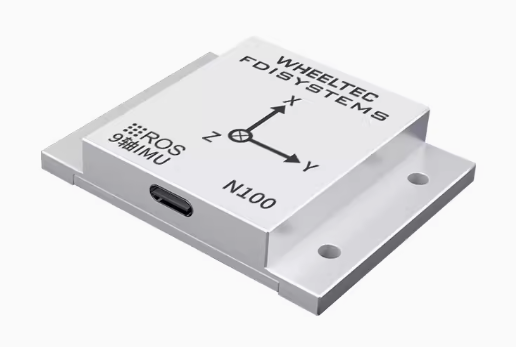 WHEELTEC
FDISYSTEMS
X
Z
Y
ROS
9轴IMU
N100